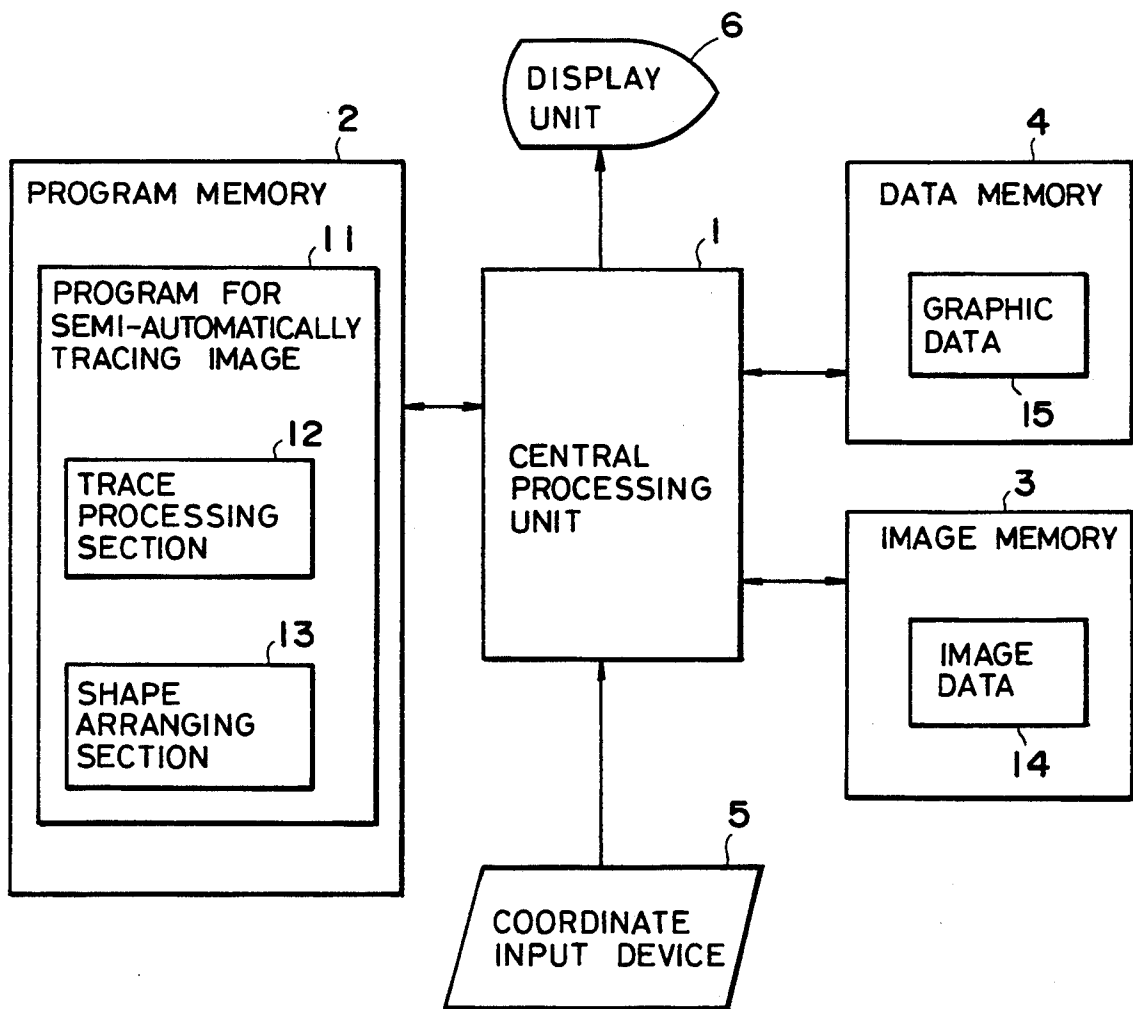 6
DISPLAY
UNIT
2
PROGRAM MEMORY
11
PROGRAM FOR
SEMI-AUTOMATICALLY
TRACING IMAGE
12
TRACE
PROCESSING
SECTION
13
SHAPE
ARRANGING
SECTION
1
CENTRAL
PROCESSING
UNIT
4
DATA MEMORY
GRAPHIC
DATA
15
3
IMAGE MEMORY
IMAGE
DATA
14
5
COORDINATE
INPUT DEVICE